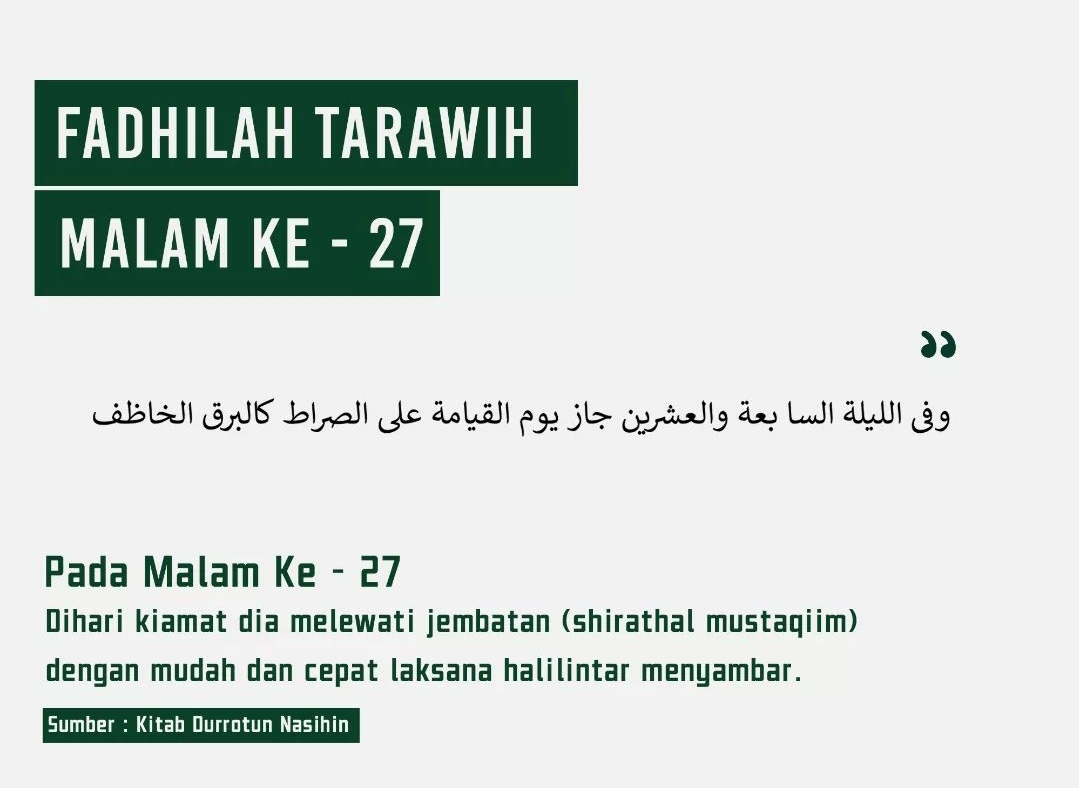 FADHILAH TARAWIH
MALAM KE - 27
”
وفى الليلة السا بعة والعشرين جاز يوم القيامة على الصراط كالبرق الخاظف
Pada Malam Ke - 27
Dihari kiamat dia melewati jembatan (shirathal mustaqiim)
dengan mudah dan cepat laksana halilintar menyambar.
Sumber : Kitab Durrotun Nasihin